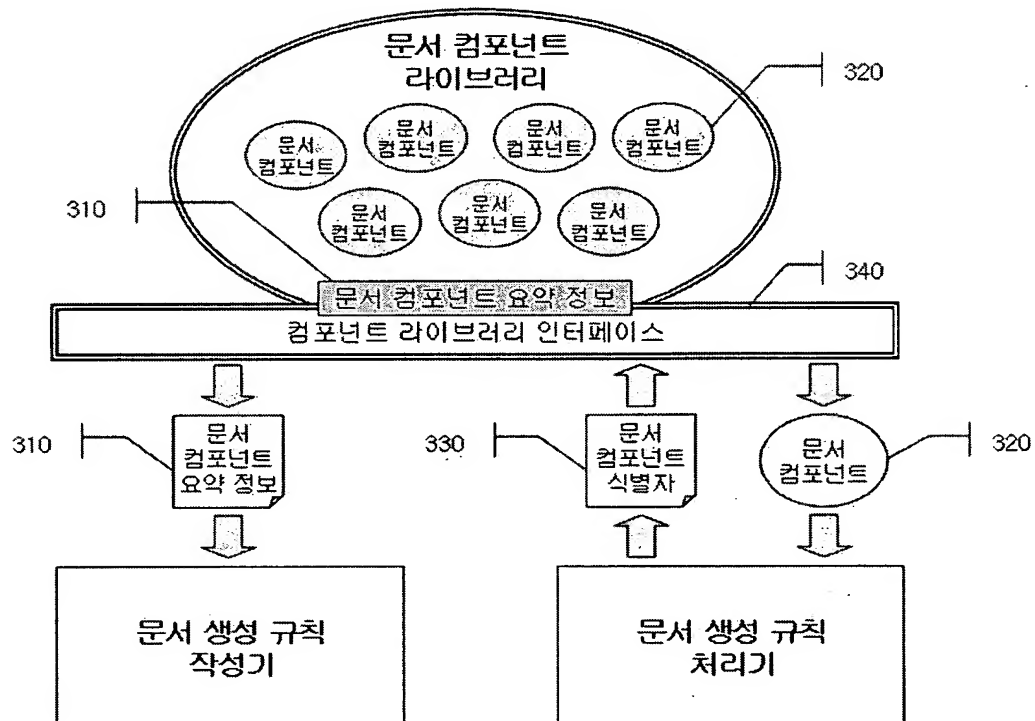 문서 컴포넌트
라이브러리
320
문서
컴포넌트
문서
컴포넌트
문서
컴포넌트
문서
컴포넌트
310
문서
컴포넌트
문서
컴포넌트
문서
컴포넌트
340
문서 컴포넌트 요약 정보
컴포넌트 라이브러리 인터페이스
310
문서
컴포넌트
요약 정보
330
문서
컴포넌트
식별자
문서
컴포넌트
320
문서 생성 규칙
작성기
문서 생성 규칙
처리기